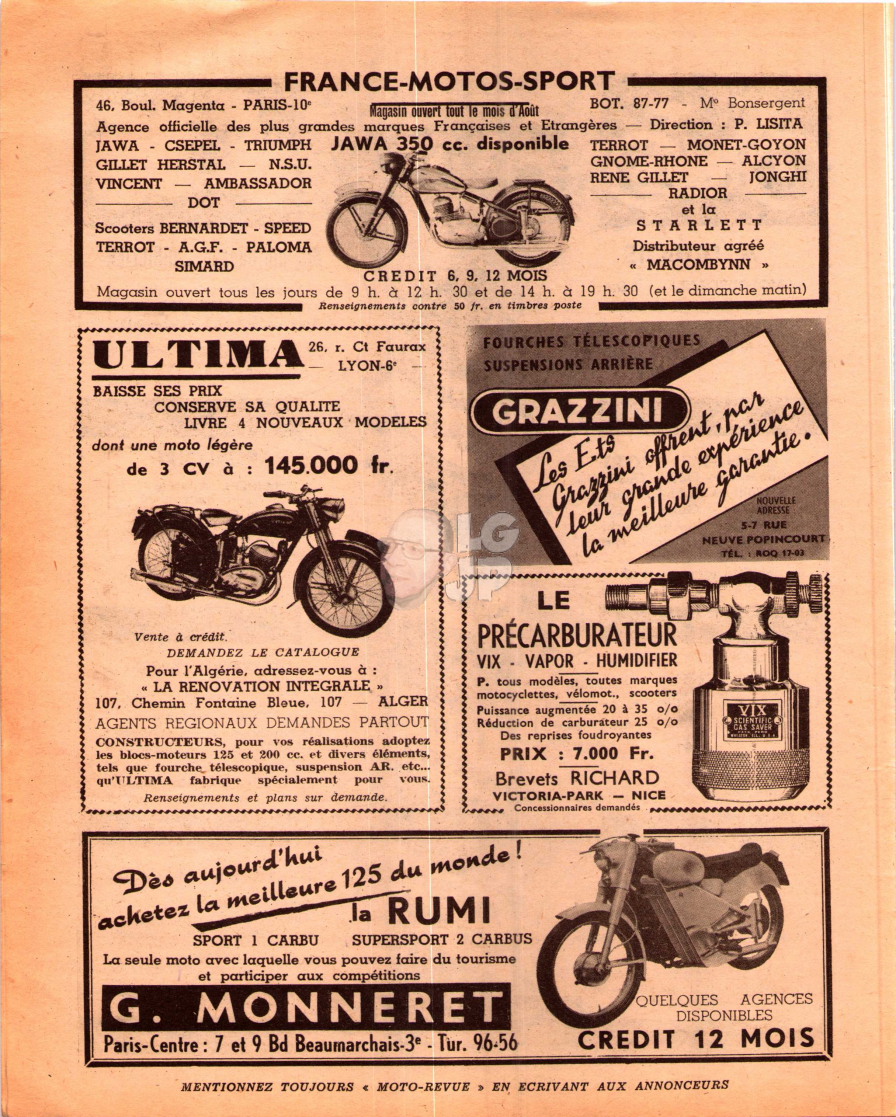 FRANCE-MOTOS-SPORT
46, Boul. Magenta - PARIS-10e
Magasin ouvert tout le mois d'Août
BOT. 87-77 - Mo Bonsergent
Agence officielle des plus grandes marques Françaises et Etrangères — Direction : P. LISITA
JAWA - CSEPEL - TRIUMPH
GILLET HERSTAL — N.S.U.
VINCENT — AMBASSADOR
DOT
Scooters BERNARDET - SPEED
TERROT - A.G.F. - PALOMA
SIMARD
JAWA 350 cc. disponible
CREDIT 6, 9, 12 MOIS
TERROT — MONET-GOYON
GNOME-RHONE — ALCYON
RENE GILLET — JONGHI
RADIOR
et la
STARLETT
Distributeur agréé
« MACOMBYNN »
Magasin ouvert tous les jours de 9 h. à 12 h. 30 et de 14 h. à 19 h. 30 (et le dimanche matin)
Renseignements contre 50 fr. en timbres poste
ULTIMA
26, r. Ct Faurax
— LYON-6e —
BAISSE SES PRIX
CONSERVE SA QUALITE
LIVRE 4 NOUVEAUX MODELES
dont une moto légère
de 3 CV à : 145.000 fr.
Vente à crédit.
DEMANDEZ LE CATALOGUE
Pour l'Algérie, adressez-vous à :
« LA RENOVATION INTEGRALE »
107, Chemin Fontaine Bleue, 107 — ALGER
AGENTS REGIONAUX DEMANDES PARTOUT
CONSTRUCTEURS, pour vos réalisations adoptez
les blocs-moteurs 125 et 200 cc. et divers éléments,
tels que fourche télescopique, suspension AR. etc...
qu'ULTIMA fabrique spécialement pour vous.
Renseignements et plans sur demande.
FOURCHES TÉLESCOPIQUES
SUSPENSIONS ARRIÈRE
GRAZZINI
Les Ets
Grazzini offrent, par
leur grande expérience
la meilleure garantie.
NOUVELLE
ADRESSE
5-7 RUE
NEUVE POPINCOURT
TÉL. : ROQ 17-03
LG
JP
LE
PRÉCARBURATEUR
VIX - VAPOR - HUMIDIFIER
P. tous modèles, toutes marques
motocyclettes, vélomot., scooters
Puissance augmentée 20 à 35 o/o
Réduction de carburateur 25 o/o
Des reprises foudroyantes
PRIX : 7.000 Fr.
Brevets RICHARD
VICTORIA-PARK — NICE
Concessionnaires demandés
VIX
SCIENTIFIC
GAS SAVER
Dès aujourd'hui
achetez la meilleure 125 du monde !
la RUMI
SPORT 1 CARBU SUPERSPORT 2 CARBUS
La seule moto avec laquelle vous pouvez faire du tourisme
et participer aux compétitions
G. MONNERET
Paris-Centre : 7 et 9 Bd Beaumarchais-3e - Tur. 96-56
QUELQUES AGENCES
DISPONIBLES
CREDIT 12 MOIS
MENTIONNEZ TOUJOURS « MOTO-REVUE » EN ECRIVANT AUX ANNONCEURS